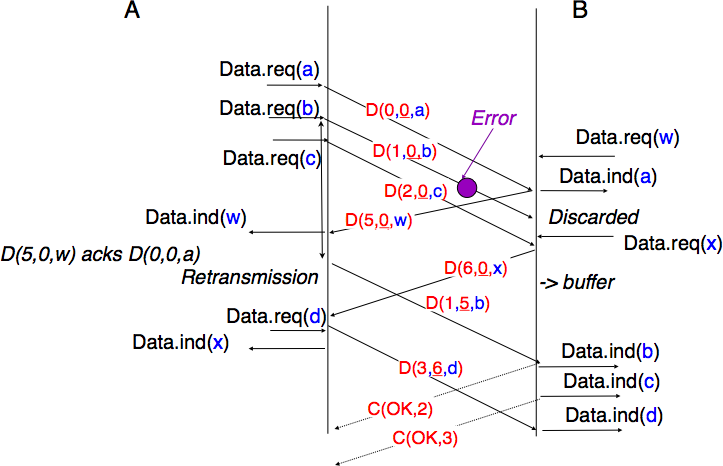 A
B
Data.req(a)
Data.req(b)
D(0,0,a)
Error
Data.req(w)
Data.req(c)
D(1,0,b)
Data.ind(a)
D(2,0,c)
Data.ind(w)
D(5,0,w)
Discarded
D(5,0,w) acks D(0,0,a)
Data.req(x)
Retransmission
D(6,0,x)
-> buffer
D(1,5,b)
Data.req(d)
Data.ind(x)
Data.ind(b)
D(3,6,d)
Data.ind(c)
C(OK,2)
Data.ind(d)
C(OK,3)